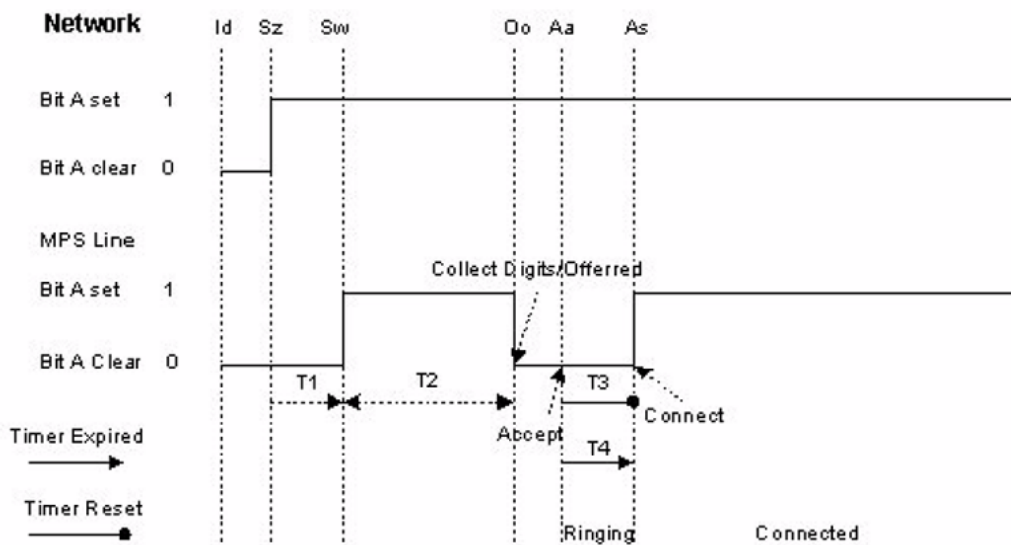 Network Id Sz Sw Oo Aa As
Bit A set 1
Bit A clear 0
MPS Line
Collect Digits/Offerred
Bit A set 1
Bit A Clear 0
T1 T2 T3
Connect
Accept
Timer Expired
T4
Timer Reset
Ringing Connected